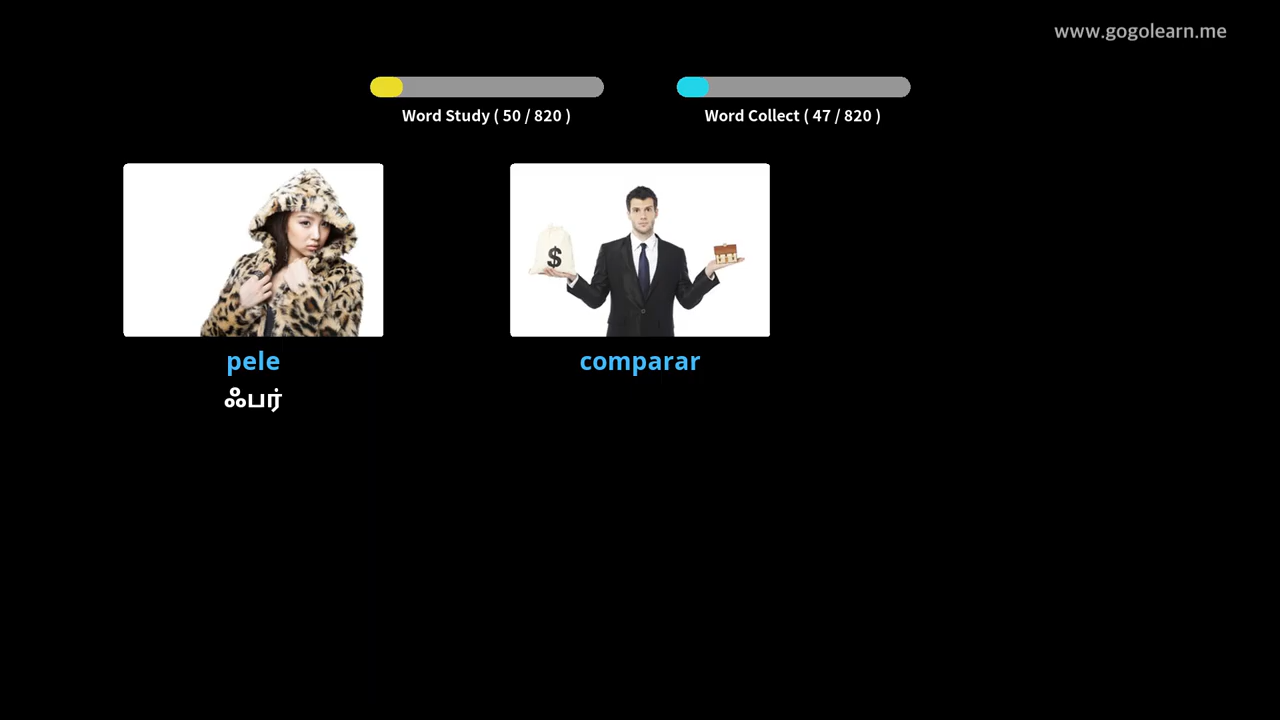 www.gogolearn.me
Word Study ( 50 / 820 )
Word Collect ( 47 / 820 )
$
pele
comparar
ஃபர்